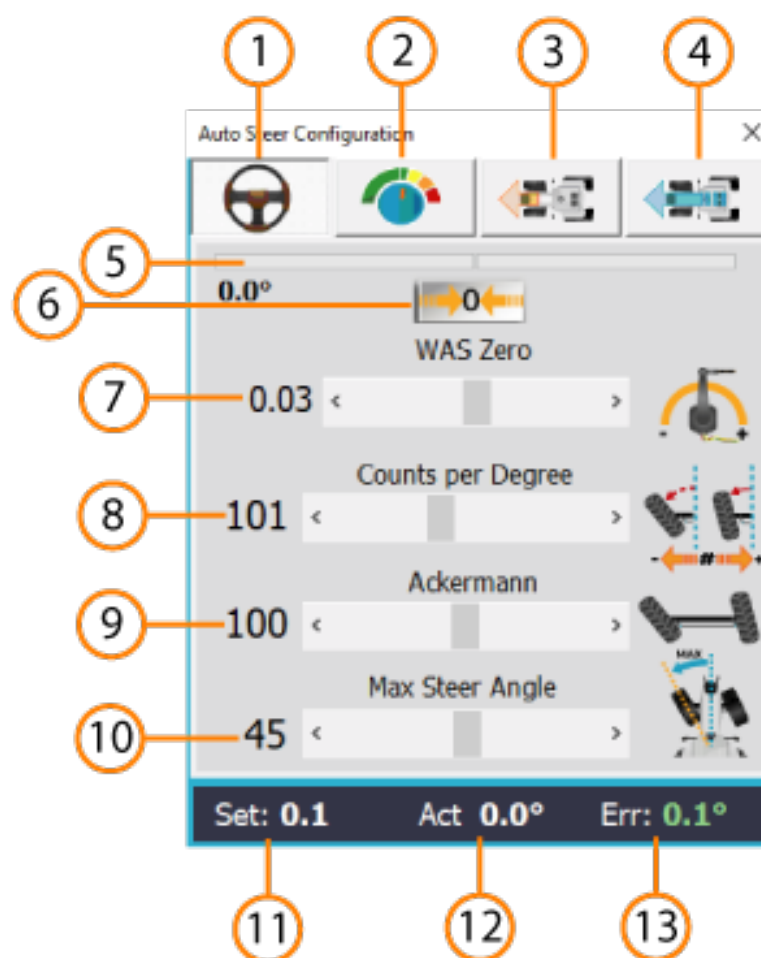 1 2 3 4
Auto Steer Configuration
5
0.0°
6
0
WAS Zero
7
0.03
- +
Counts per Degree
8
101
- # +
Ackermann
9
100
MAX
Max Steer Angle
10
45
Set: 0.1 Act 0.0° Err: 0.1°
11 12 13